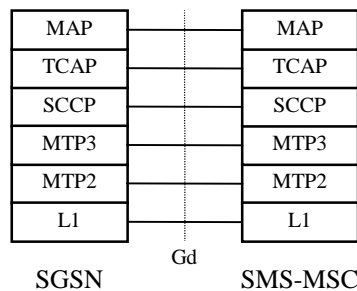 MAP MAP
TCAP TCAP
SCCP SCCP
MTP3 MTP3
MTP2 MTP2
L1 L1
Gd
SGSN SMS-MSC